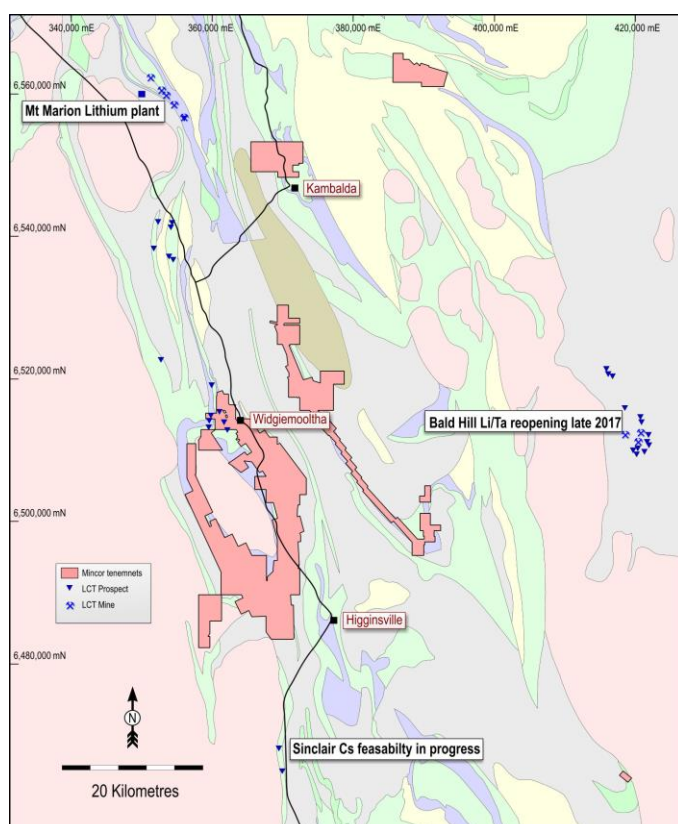 340,000 mE
360,000 mE
380,000 mE
400,000 mE
420,000 mE
6,560,000 mN
Mt Marion Lithium plant
Kambalda
6,540,000 mN
6,520,000 mN
Widgiemooltha
Bald Hill Li/Ta reopening late 2017
6,500,000 mN
Mincor tenemnets
LCT Prospect
LCT Mine
Higginsville
6,480,000 mN
N
Sinclair Cs feasabilty in progress
20 Kilometres